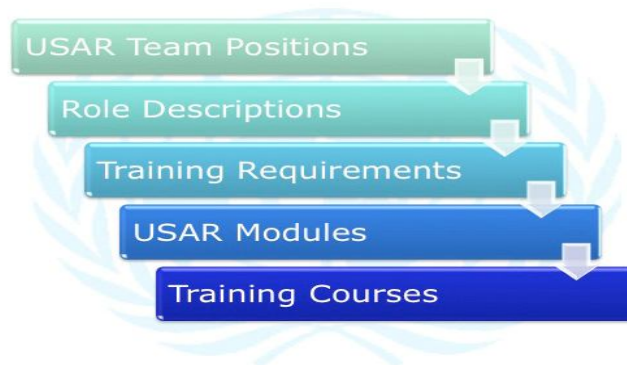 USAR Team Positions
Role Descriptions
Training Requirements
USAR Modules
Training Courses